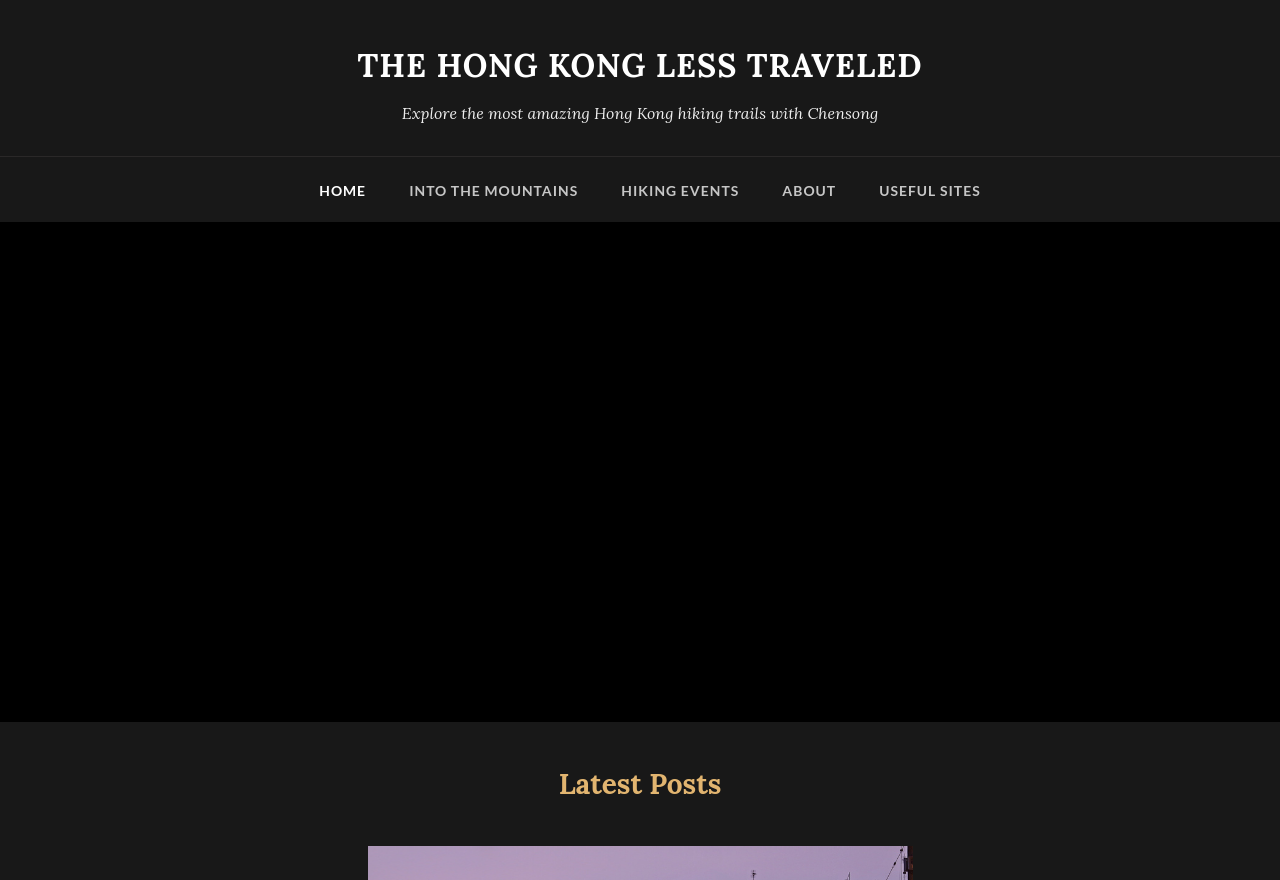 THE HONG KONG LESS TRAVELED
Explore the most amazing Hong Kong hiking trails with Chensong
HOME INTO THE MOUNTAINS HIKING EVENTS ABOUT USEFUL SITES
Latest Posts